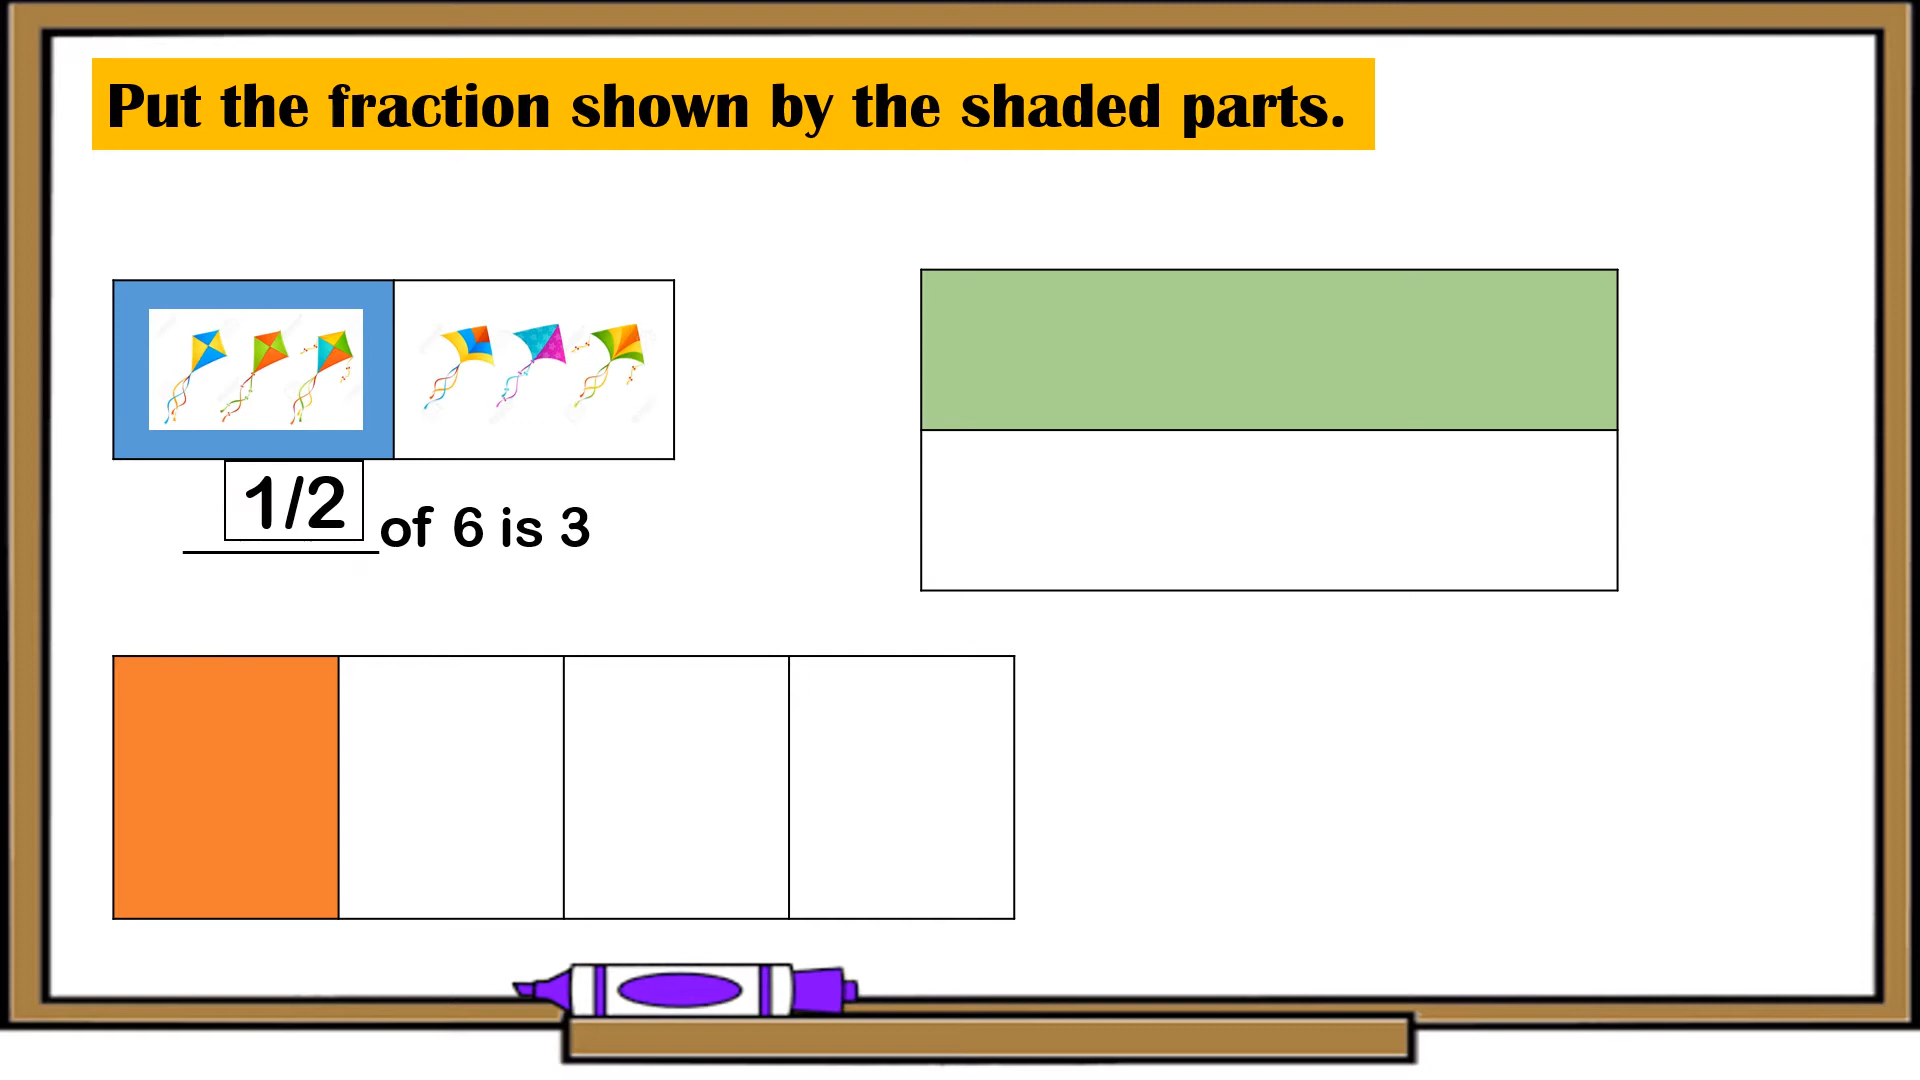 Put the fraction shown by the shaded parts.
1/2
of 6 is 3